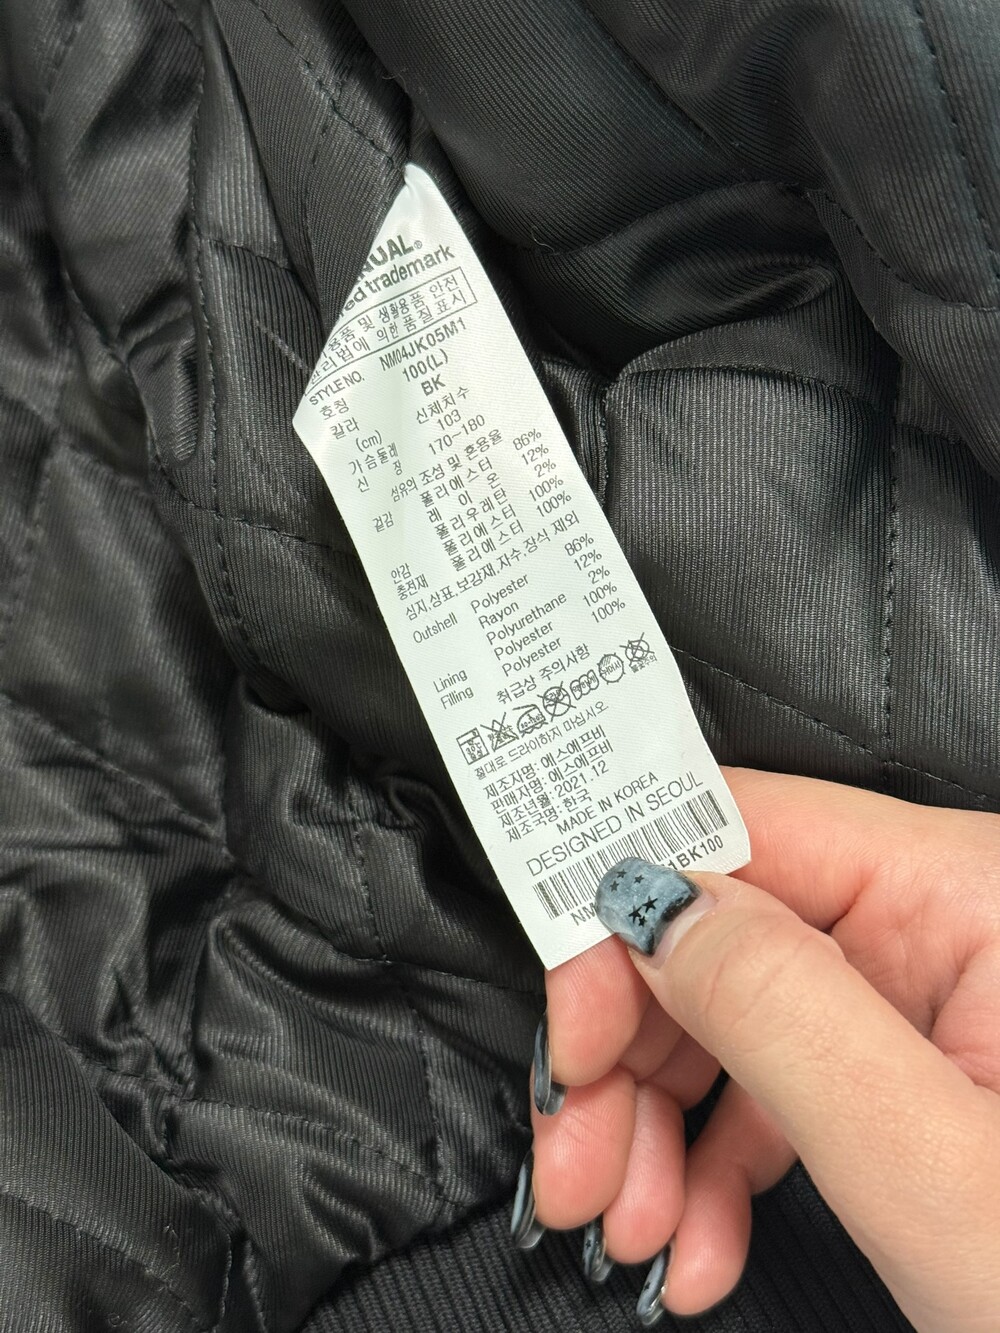 UAL®
ed trademark
용품 및 생활용품 안전
관리법에 의한 품질표시
STYLE NO. NM04JK05M1
호칭 100(L)
칼라 BK
(cm) 신체치수
가슴둘레 103
신 장 170~180
섬유의 조성 및 혼용율
겉감 폴리에스터 86%
레 이 온 12%
폴리우레탄 2%
안감 폴리에스터 100%
충전재 폴리에스터 100%
심지,상표,보강재,자수,장식 제외
Outshell Polyester 86%
Rayon 12%
Polyurethane 2%
Lining Polyester 100%
Filling Polyester 100%
취급상 주의사항
절대로 드라이하지 마십시오
제조자명: 에스에프비
판매자명: 에스에프비
제조년월: 2021.12
제조국명: 한국
MADE IN KOREA
DESIGNED IN SEOUL
NM 1BK100